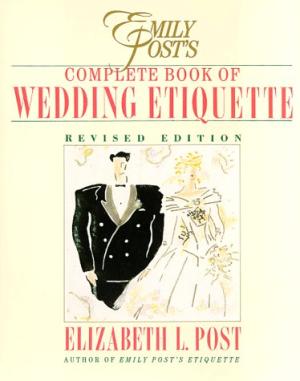 EMILY
POST'S
COMPLETE BOOK OF
WEDDING ETIQUETTE
REVISED EDITION
ELIZABETH L. POST
AUTHOR OF EMILY POST'S ETIQUETTE